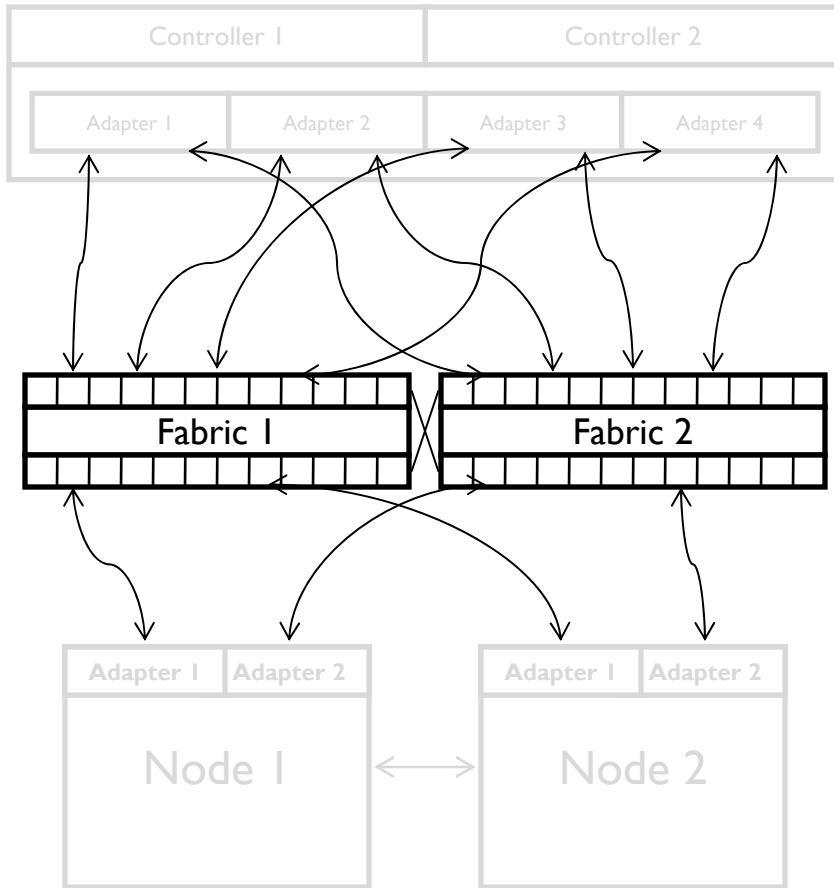 Controller 1 Controller 2
Adapter 1 Adapter 2 Adapter 3 Adapter 4
Fabric 1 Fabric 2
Adapter 1 Adapter 2 Adapter 1 Adapter 2
Node 1 Node 2